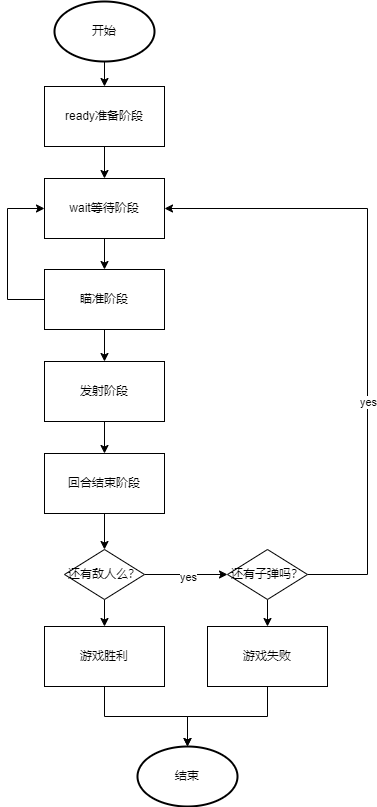 开始
ready准备阶段
wait等待阶段
瞄准阶段
yes
发射阶段
回合结束阶段
还有敌人么?
yes
还有子弹吗?
游戏胜利
游戏失败
结束